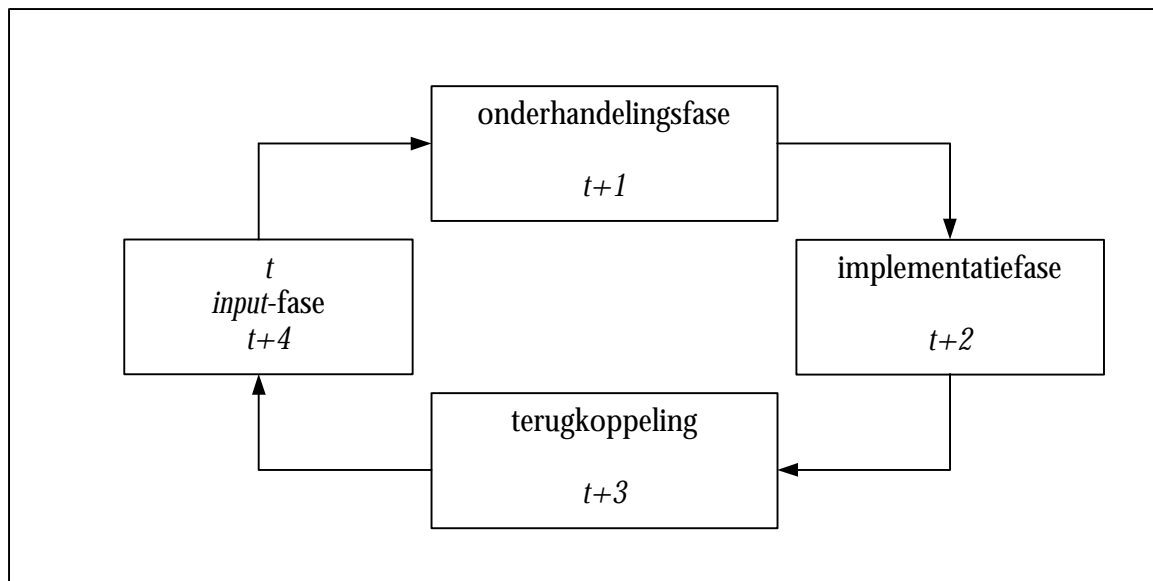 onderhandelingsfase
t+1
t
input-fase
t+4
implementatiefase
t+2
terugkoppeling
t+3